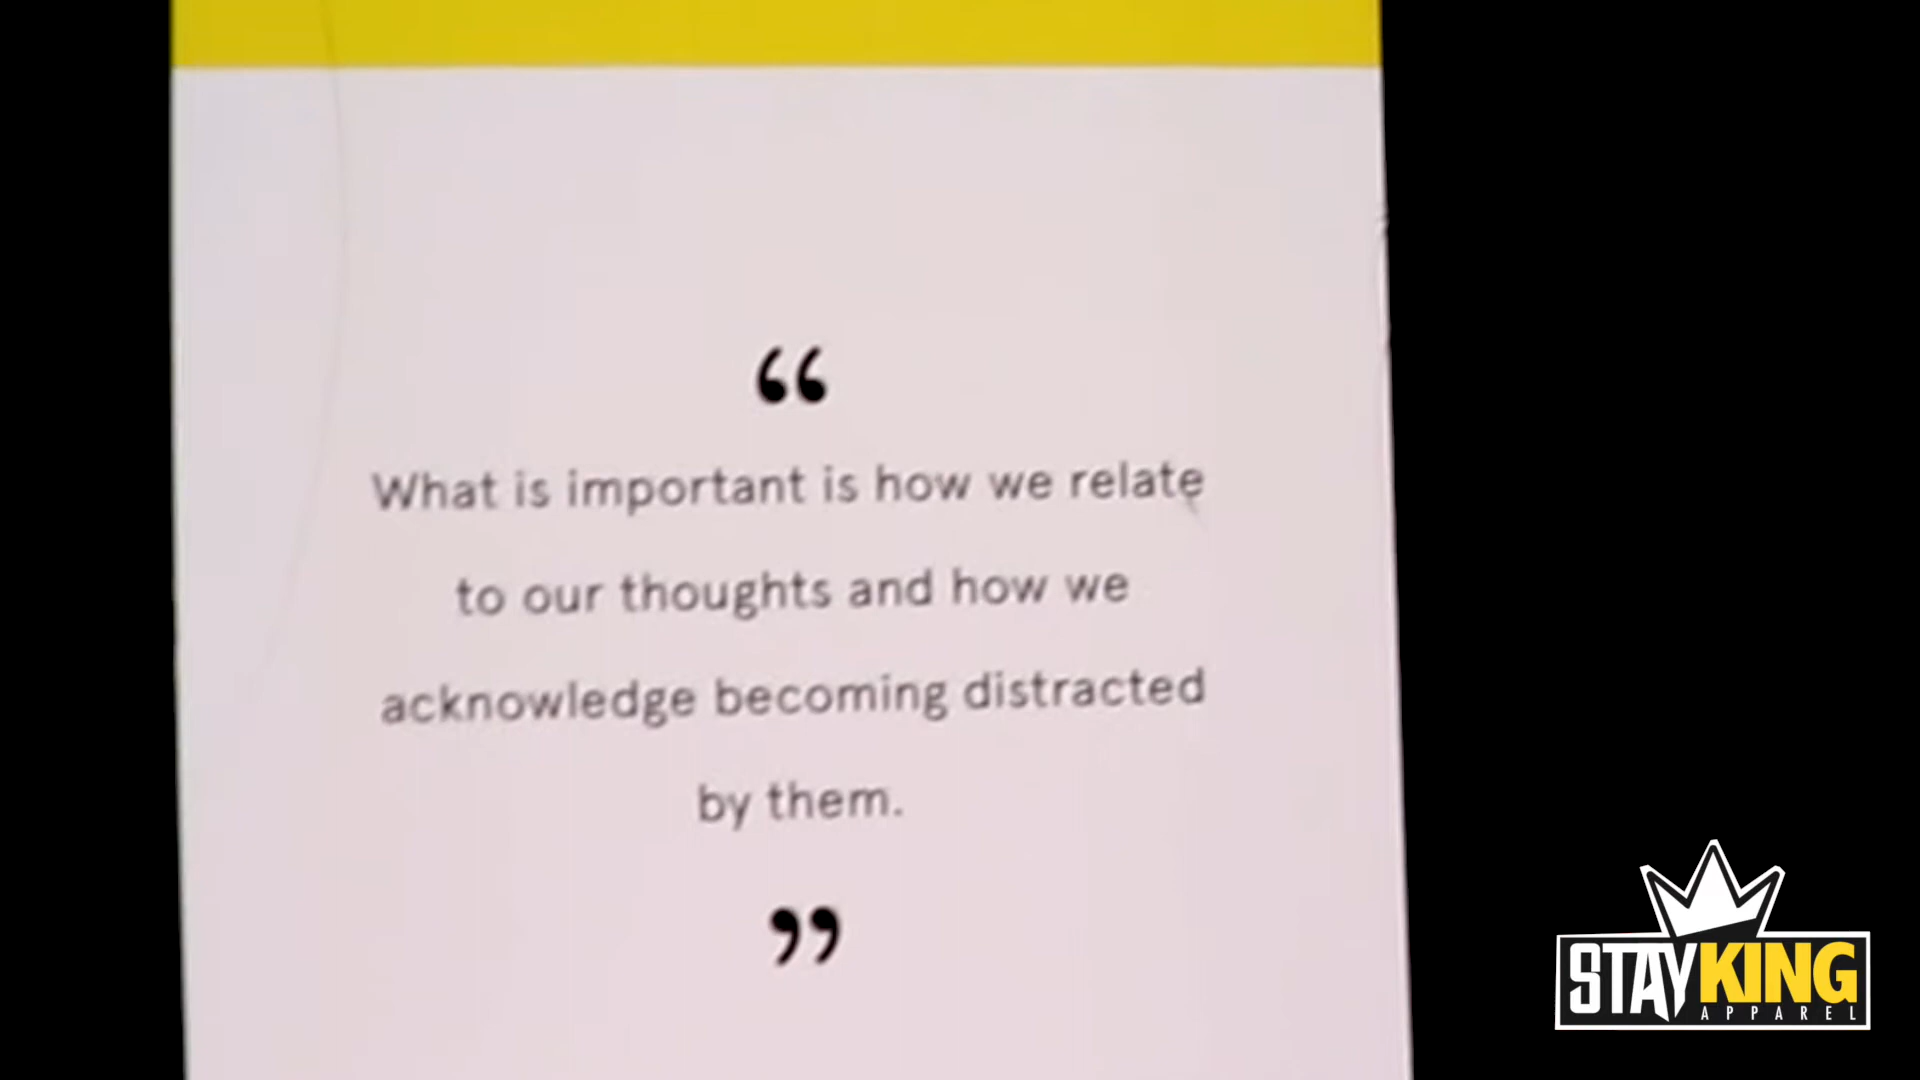 “
What is important is how we relate
to our thoughts and how we
acknowledge becoming distracted
by them.
”
STAYKING
APPAREL